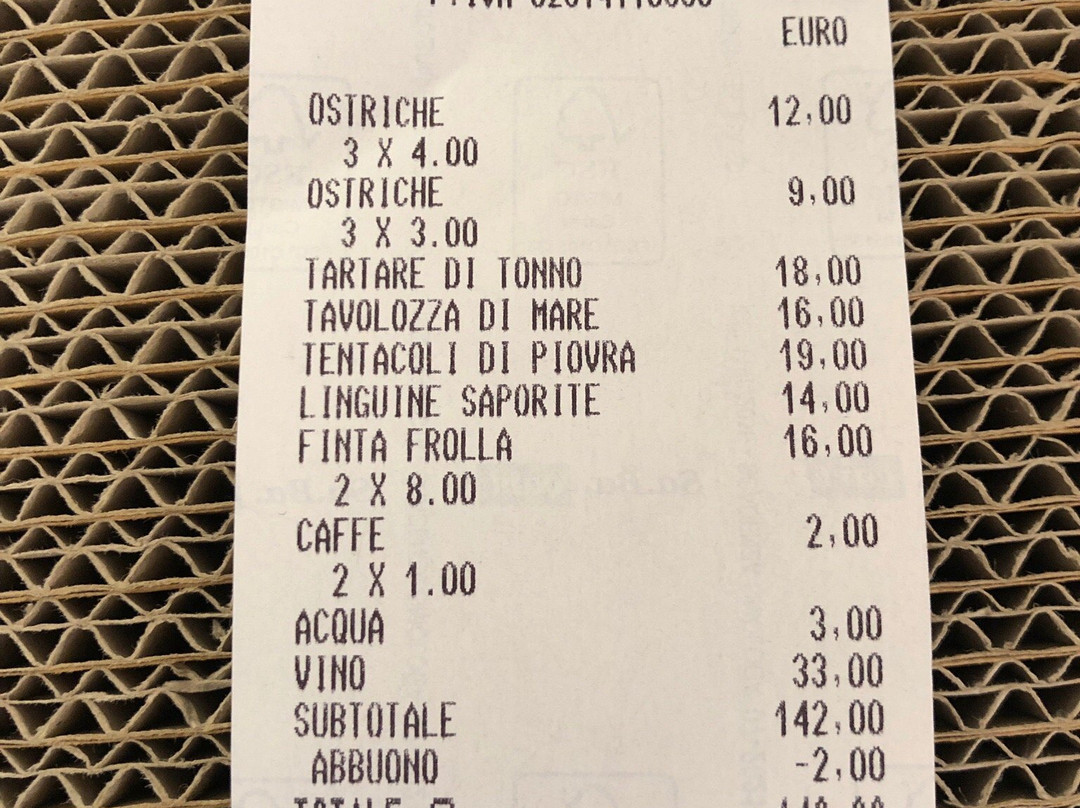 EURO
OSTRICHE 12,00
3 X 4.00
OSTRICHE 9,00
3 X 3.00
TARTARE DI TONNO 18,00
TAVOLOZZA DI MARE 16,00
TENTACOLI DI PIOVRA 19,00
LINGUINE SAPORITE 14,00
FINTA FROLLA 16,00
2 X 8.00
CAFFE 2,00
2 X 1.00
ACQUA 3,00
VINO 33,00
SUBTOTALE 142,00
ABBUONO -2,00
TOTALE